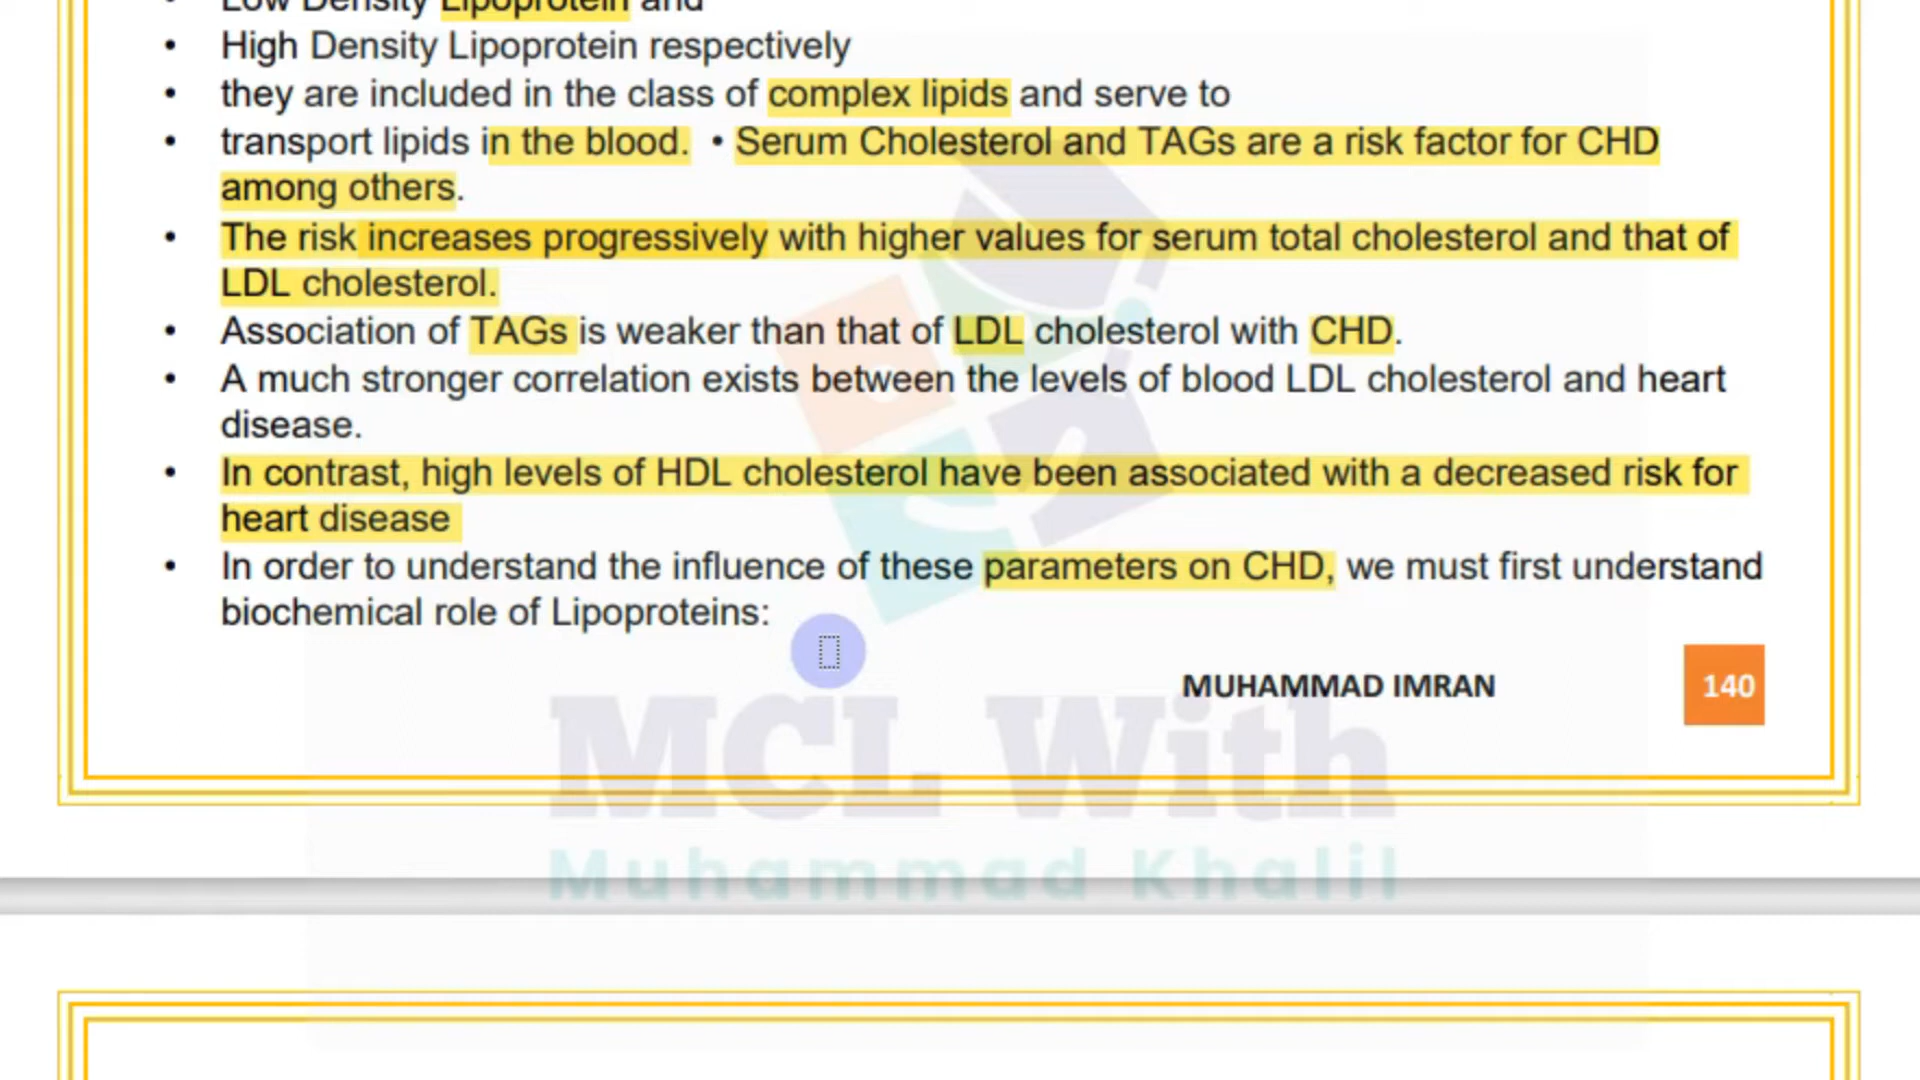 Low Density Lipoprotein and
• High Density Lipoprotein respectively
• they are included in the class of complex lipids and serve to
• transport lipids in the blood. • Serum Cholesterol and TAGs are a risk factor for CHD
among others.
• The risk increases progressively with higher values for serum total cholesterol and that of
LDL cholesterol.
• Association of TAGs is weaker than that of LDL cholesterol with CHD.
• A much stronger correlation exists between the levels of blood LDL cholesterol and heart
disease.
• In contrast, high levels of HDL cholesterol have been associated with a decreased risk for
heart disease
• In order to understand the influence of these parameters on CHD, we must first understand
biochemical role of Lipoproteins:
MUHAMMAD IMRAN 140
MCL With
Muhammad Khalil